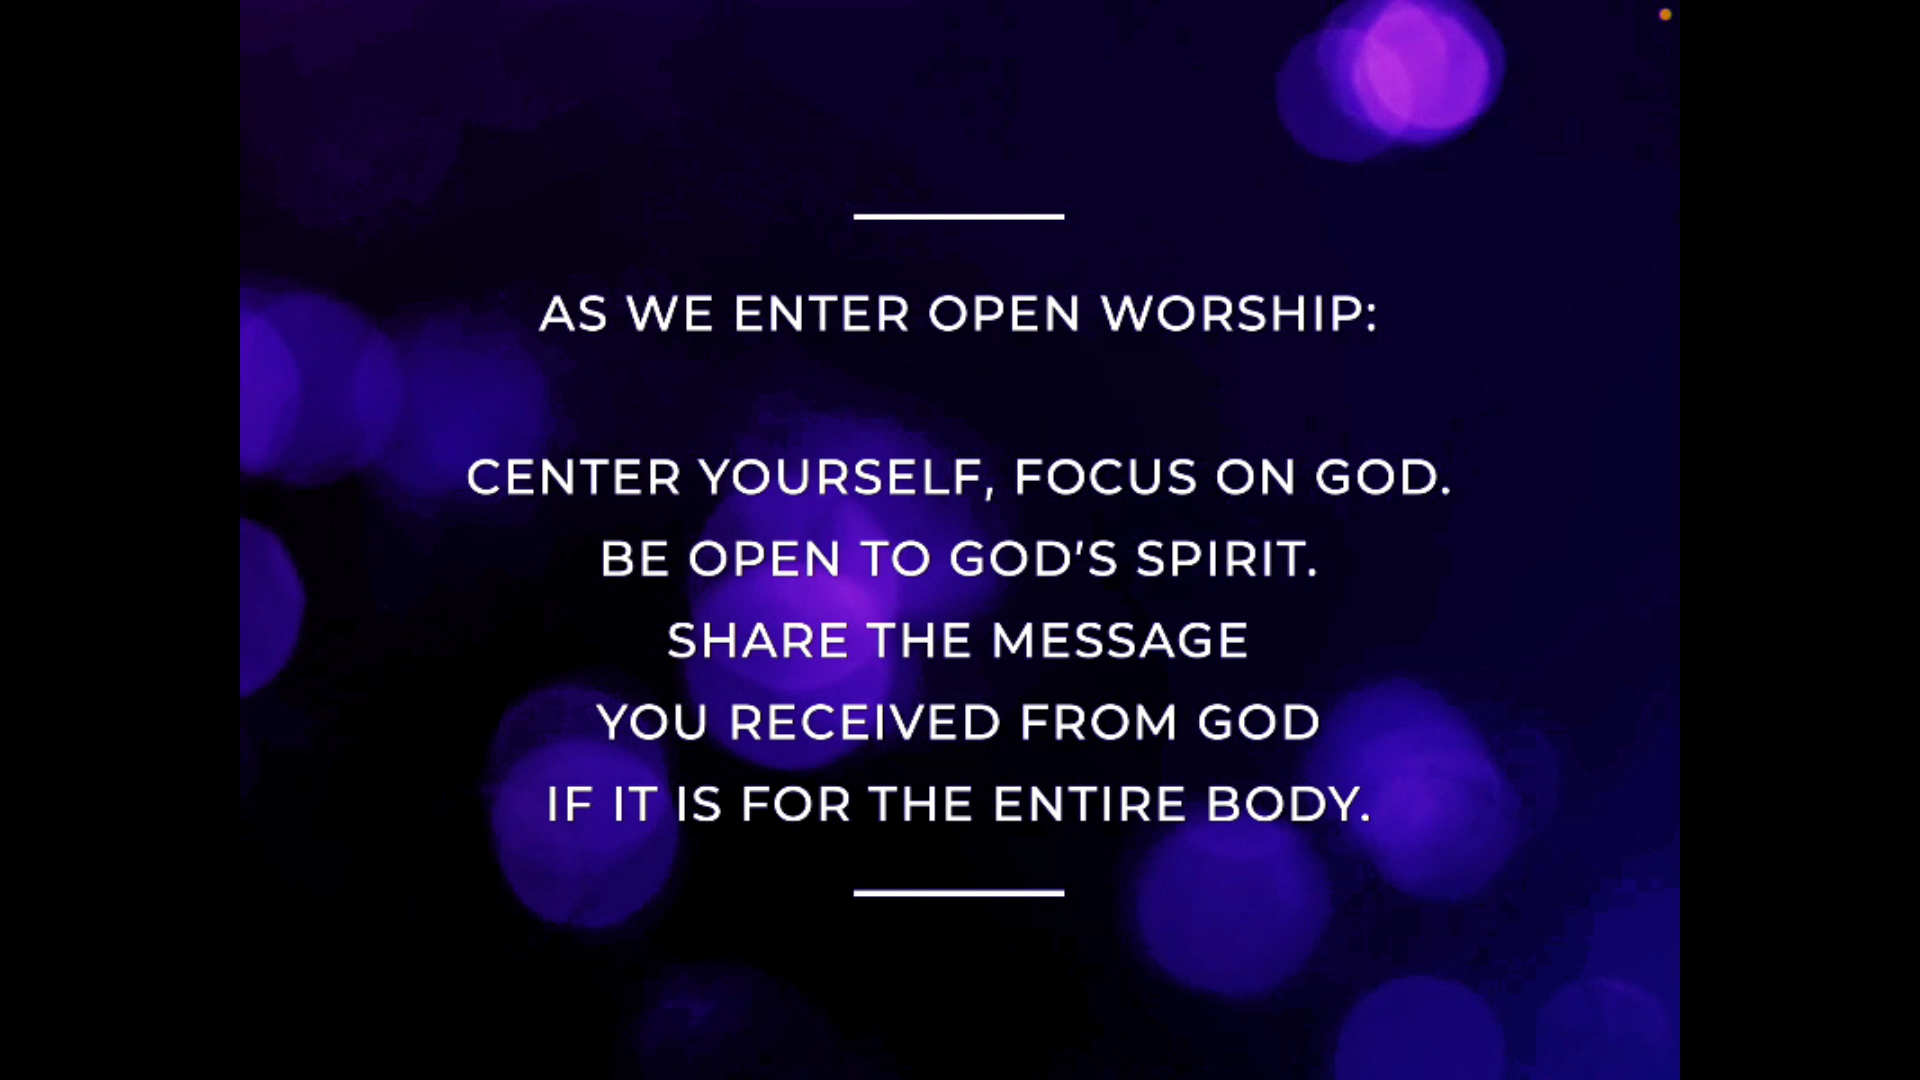 AS WE ENTER OPEN WORSHIP:
CENTER YOURSELF, FOCUS ON GOD.
BE OPEN TO GOD'S SPIRIT.
SHARE THE MESSAGE
YOU RECEIVED FROM GOD
IF IT IS FOR THE ENTIRE BODY.